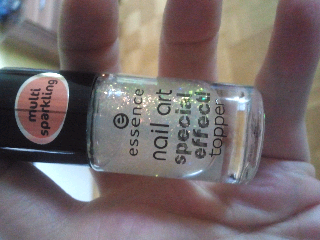 multi
sparkling
e
essence
nail art
special
effect!
topper